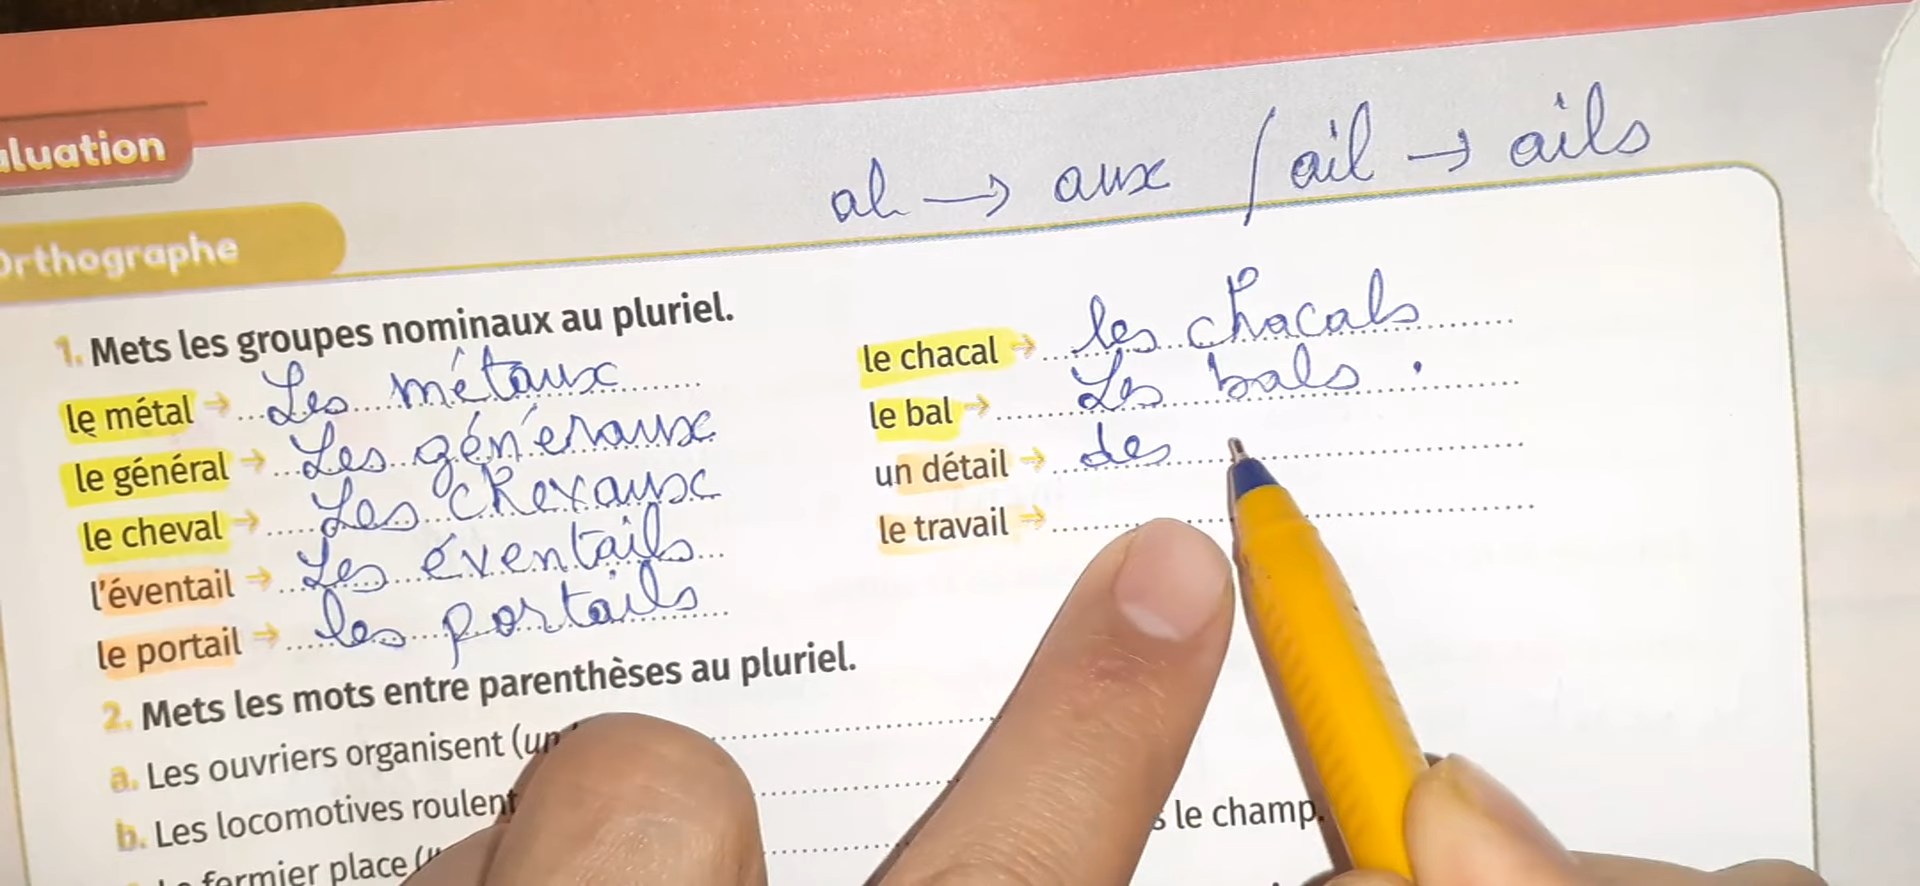 aluation
al → aux / ail → ails
Orthographe
1. Mets les groupes nominaux au pluriel.
le métal → Les métaux
le général → Les généraux
le cheval → Les chevaux
l'éventail → Les éventails
le portail → les portails
le chacal → les chacals
le bal → Les bals.
un détail → des
le travail →
2. Mets les mots entre parenthèses au pluriel.
a. Les ouvriers organisent (un
b. Les locomotives roulent
s le champ.
fermier place (